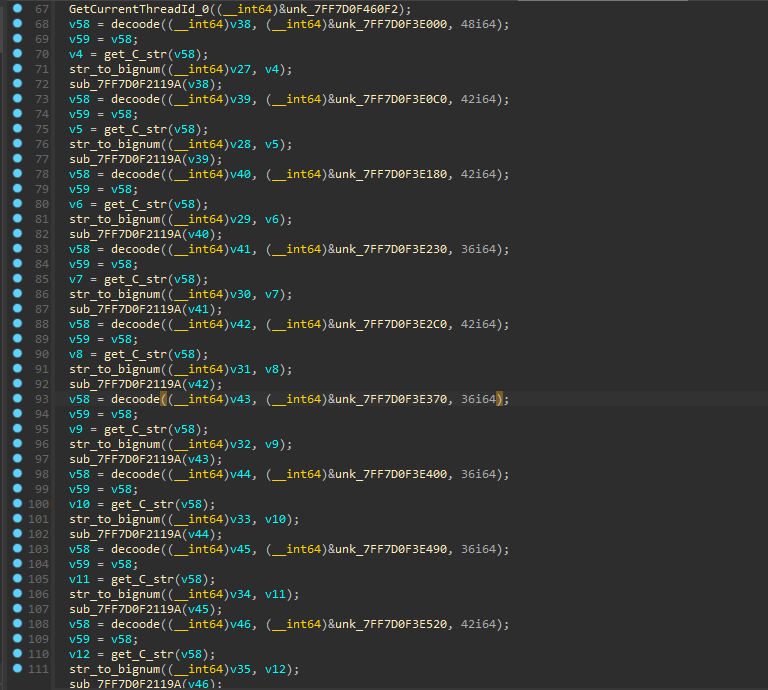 67 GetCurrentThreadId_0((__int64)&unk_7FF7D0F460F2);
68 v58 = decoode((__int64)v38, (__int64)&unk_7FF7D0F3E000, 48i64);
69 v59 = v58;
70 v4 = get_C_str(v58);
71 str_to_bignum((__int64)v27, v4);
72 sub_7FF7D0F2119A(v38);
73 v58 = decoode((__int64)v39, (__int64)&unk_7FF7D0F3E0C0, 42i64);
74 v59 = v58;
75 v5 = get_C_str(v58);
76 str_to_bignum((__int64)v28, v5);
77 sub_7FF7D0F2119A(v39);
78 v58 = decoode((__int64)v40, (__int64)&unk_7FF7D0F3E180, 42i64);
79 v59 = v58;
80 v6 = get_C_str(v58);
81 str_to_bignum((__int64)v29, v6);
82 sub_7FF7D0F2119A(v40);
83 v58 = decoode((__int64)v41, (__int64)&unk_7FF7D0F3E230, 36i64);
84 v59 = v58;
85 v7 = get_C_str(v58);
86 str_to_bignum((__int64)v30, v7);
87 sub_7FF7D0F2119A(v41);
88 v58 = decoode((__int64)v42, (__int64)&unk_7FF7D0F3E2C0, 42i64);
89 v59 = v58;
90 v8 = get_C_str(v58);
91 str_to_bignum((__int64)v31, v8);
92 sub_7FF7D0F2119A(v42);
93 v58 = decoode((__int64)v43, (__int64)&unk_7FF7D0F3E370, 36i64);
94 v59 = v58;
95 v9 = get_C_str(v58);
96 str_to_bignum((__int64)v32, v9);
97 sub_7FF7D0F2119A(v43);
98 v58 = decoode((__int64)v44, (__int64)&unk_7FF7D0F3E400, 36i64);
99 v59 = v58;
100 v10 = get_C_str(v58);
101 str_to_bignum((__int64)v33, v10);
102 sub_7FF7D0F2119A(v44);
103 v58 = decoode((__int64)v45, (__int64)&unk_7FF7D0F3E490, 36i64);
104 v59 = v58;
105 v11 = get_C_str(v58);
106 str_to_bignum((__int64)v34, v11);
107 sub_7FF7D0F2119A(v45);
108 v58 = decoode((__int64)v46, (__int64)&unk_7FF7D0F3E520, 42i64);
109 v59 = v58;
110 v12 = get_C_str(v58);
111 str_to_bignum((__int64)v35, v12);
sub_7FF7D0F2119A(v46);